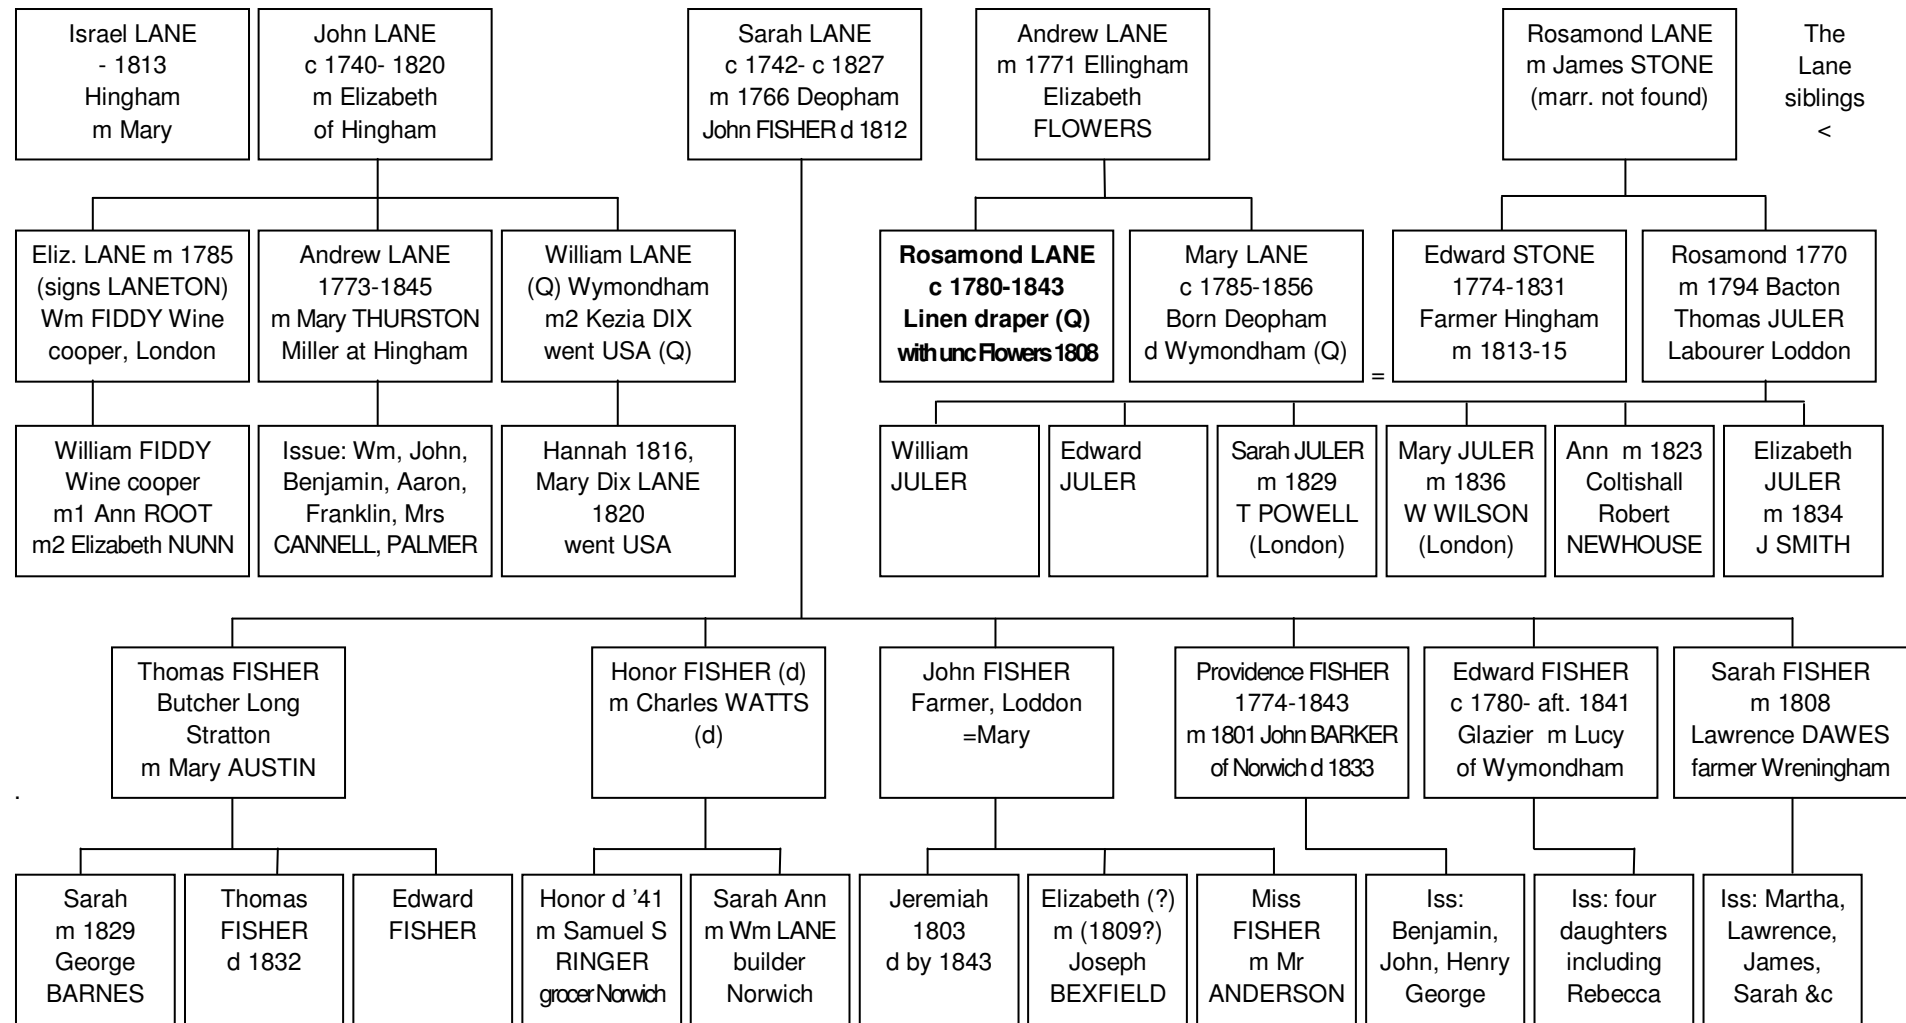 Israel LANE
- 1813
Hingham
m Mary
John LANE
c 1740- 1820
m Elizabeth
of Hingham
Sarah LANE
c 1742- c 1827
m 1766 Deopham
John FISHER d 1812
Andrew LANE
m 1771 Ellingham
Elizabeth
FLOWERS
Rosamond LANE
m James STONE
(marr. not found)
The
Lane
siblings
<
Eliz. LANE m 1785
(signs LANETON)
Wm FIDDY Wine
cooper, London
Andrew LANE
1773-1845
m Mary THURSTON
Miller at Hingham
William LANE
(Q) Wymondham
m2 Kezia DIX
went USA (Q)
Rosamond LANE
c 1780-1843
Linen draper (Q)
with unc Flowers 1808
Mary LANE
c 1785-1856
Born Deopham
d Wymondham (Q)
=
Edward STONE
1774-1831
Farmer Hingham
m 1813-15
Rosamond 1770
m 1794 Bacton
Thomas JULER
Labourer Loddon
William FIDDY
Wine cooper
m1 Ann ROOT
m2 Elizabeth NUNN
Issue: Wm, John,
Benjamin, Aaron,
Franklin, Mrs
CANNELL, PALMER
Hannah 1816,
Mary Dix LANE
1820
went USA
William
JULER
Edward
JULER
Sarah JULER
m 1829
T POWELL
(London)
Mary JULER
m 1836
W WILSON
(London)
Ann m 1823
Coltishall
Robert
NEWHOUSE
Elizabeth
JULER
m 1834
J SMITH
Thomas FISHER
Butcher Long
Stratton
m Mary AUSTIN
Honor FISHER (d)
m Charles WATTS
(d)
John FISHER
Farmer, Loddon
=Mary
Providence FISHER
1774-1843
m 1801 John BARKER
of Norwich d 1833
Edward FISHER
c 1780- aft. 1841
Glazier m Lucy
of Wymondham
Sarah FISHER
m 1808
Lawrence DAWES
farmer Wreningham
.
Sarah
m 1829
George
BARNES
Thomas
FISHER
d 1832
Edward
FISHER
Honor d '41
m Samuel S
RINGER
grocer Norwich
Sarah Ann
m Wm LANE
builder
Norwich
Jeremiah
1803
d by 1843
Elizabeth (?)
m (1809?)
Joseph
BEXFIELD
Miss
FISHER
m Mr
ANDERSON
Iss:
Benjamin,
John, Henry
George
Iss: four
daughters
including
Rebecca
Iss: Martha,
Lawrence,
James,
Sarah &c